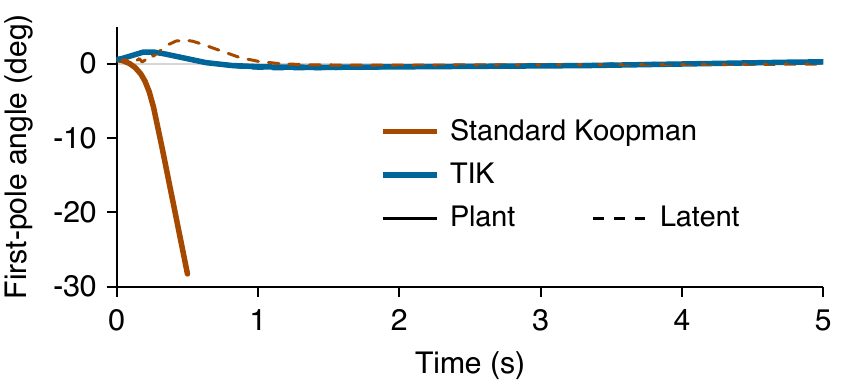 First-pole angle (deg)
0
-10
-20
-30
Standard Koopman
TIK
Plant Latent
0 1 2 3 4 5
Time (s)